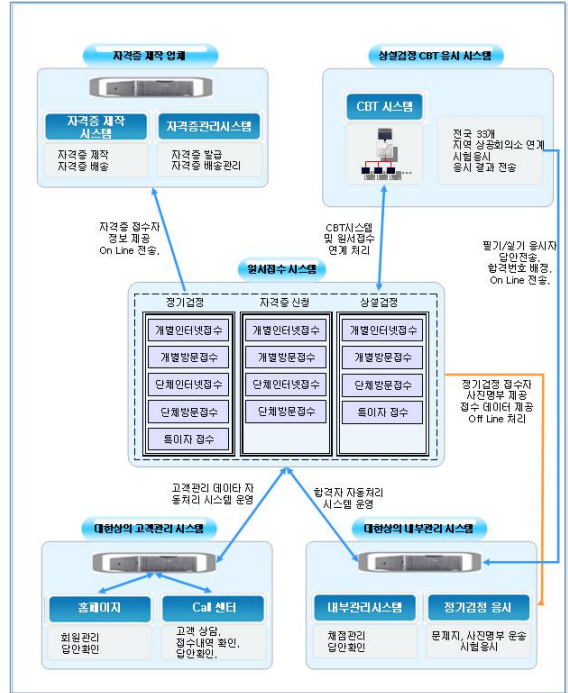 자격증 제작 업체
상설검정 CBT 응시 시스템
자격증 제작
시스템
자격증관리시스템
자격증 제작
자격증 배송
자격증 발급
자격증 배송관리
CBT 시스템
전국 33개
지역 상공회의소 연계
시험응시
응시 결과 전송
자격증 접수자
정보 제공
On Line 전송.
CBT시스템
및 원서접수
연계 처리
필기/실기 응시자
답안전송.
합격번호 배정.
On Line 전송.
원서접수 시스템
정기검정
자격증 신청
상설검정
개별인터넷접수
개별방문접수
단체인터넷접수
단체방문접수
특이자 접수
개별인터넷접수
개별방문접수
단체인터넷접수
단체방문접수
개별인터넷접수
개별방문접수
단체방문접수
특이자 접수
정기검정 접수자
사진명부 제공
접수 데이터 제공
Off Line 처리
고객관리 데이타 자
동처리 시스템 운영
합격자 자동처리
시스템 운영
대한상의 고객관리 시스템
대한상의 내부관리 시스템
홈페이지
Call 센터
회원관리
답안확인
고객 상담,
접수내역 확인,
답안확인.
내부관리시스템
정기검정 응시
채점관리
답안확인
문제지, 사진명부 운송
시험응시